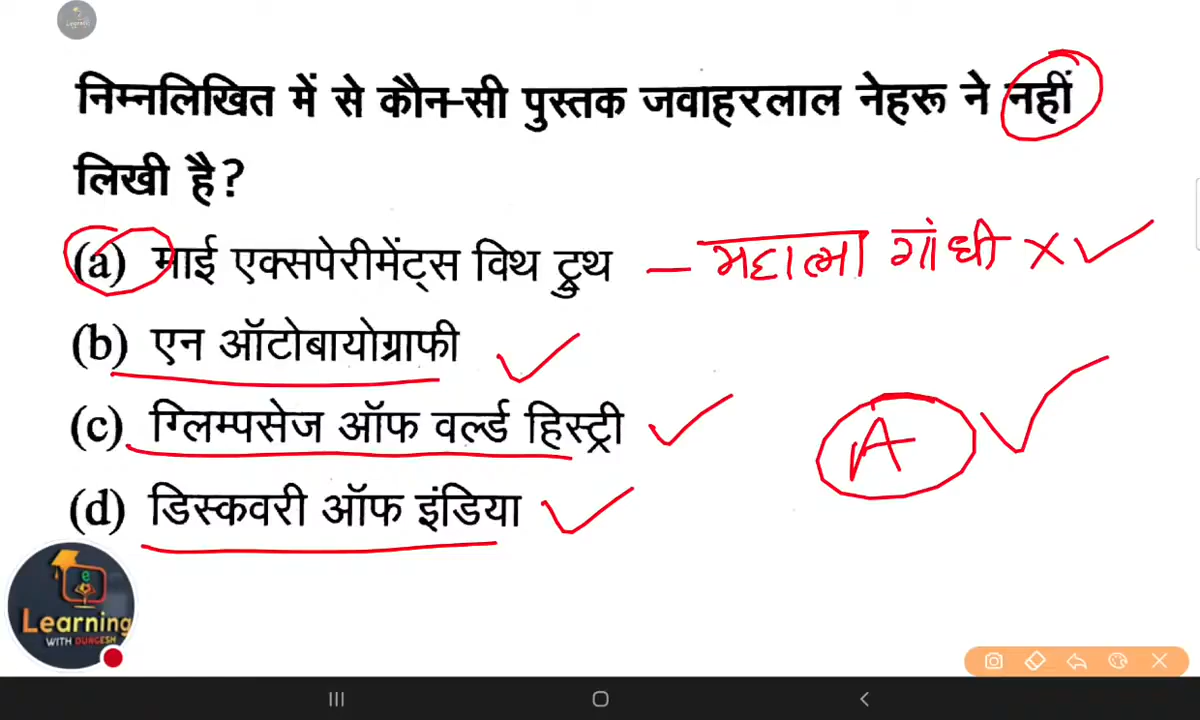 Learning
निम्नलिखित में से कौन-सी पुस्तक जवाहरलाल नेहरू ने नहीं
लिखी है?
(a) माई एक्सपेरीमेंट्स विथ ट्रुथ – महात्मा गांधी
(b) एन ऑटोबायोग्राफी
(c) ग्लिम्पसेज ऑफ वर्ल्ड हिस्ट्री
A
(d) डिस्कवरी ऑफ इंडिया
e
Learning
WITH DURGESH